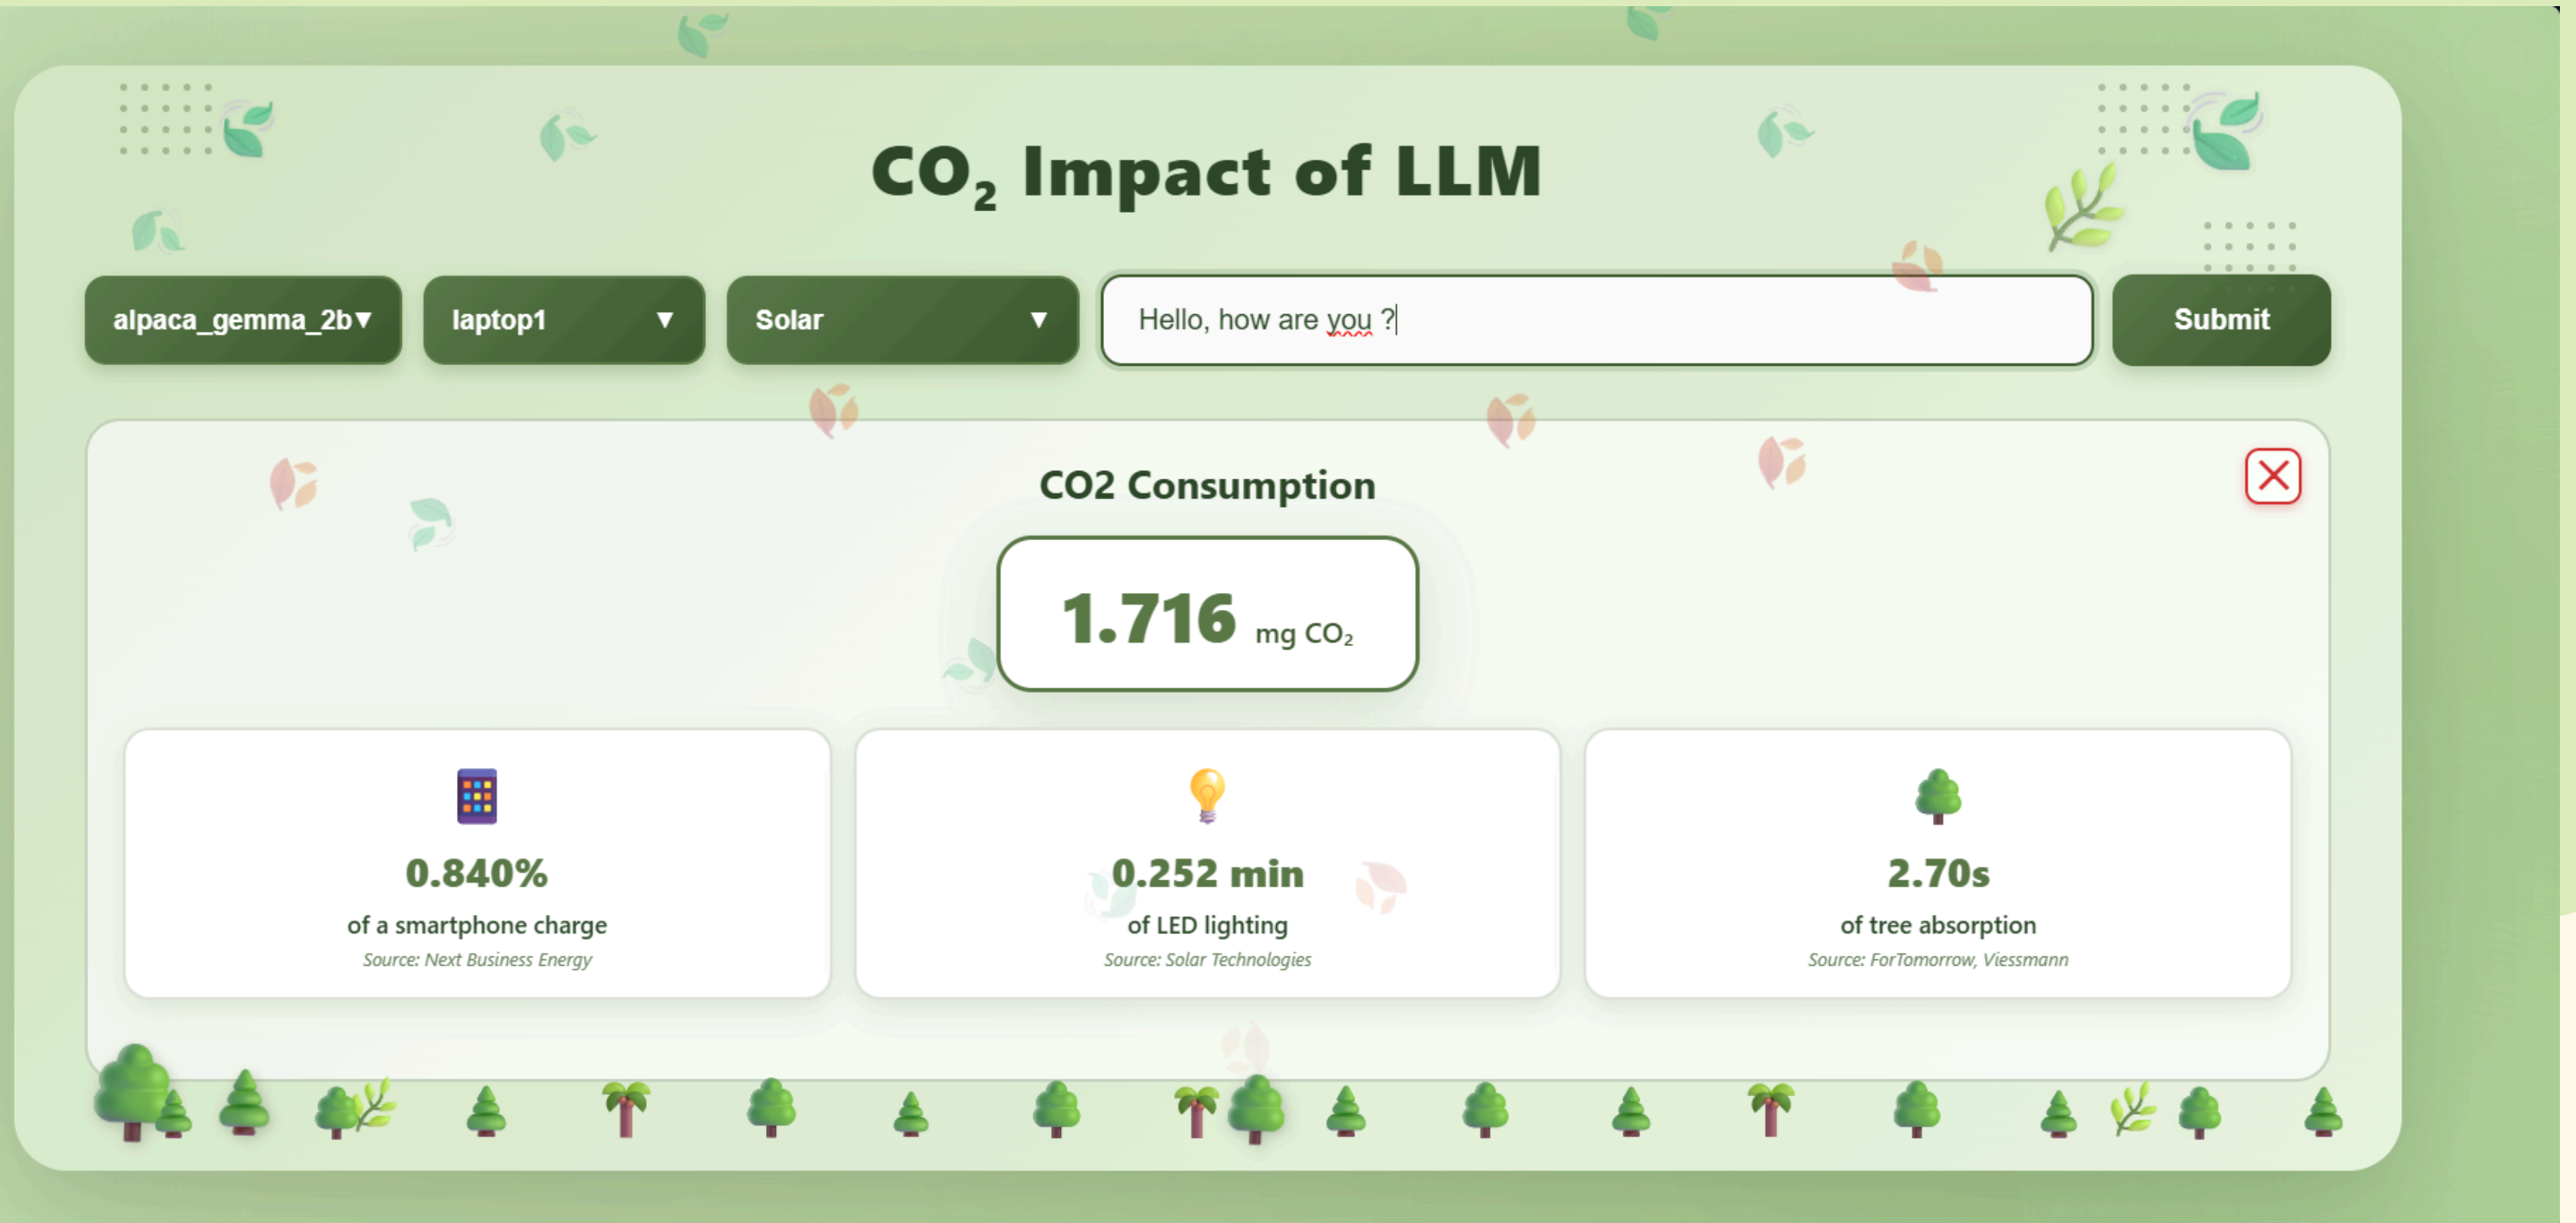 CO₂ Impact of LLM
alpaca_gemma_2b▼ laptop1 ▼ Solar ▼ Hello, how are you ? Submit
CO2 Consumption
1.716 mg CO₂
0.840% 0.252 min 2.70s
of a smartphone charge of LED lighting of tree absorption
Source: Next Business Energy Source: Solar Technologies Source: ForTomorrow, Viessmann